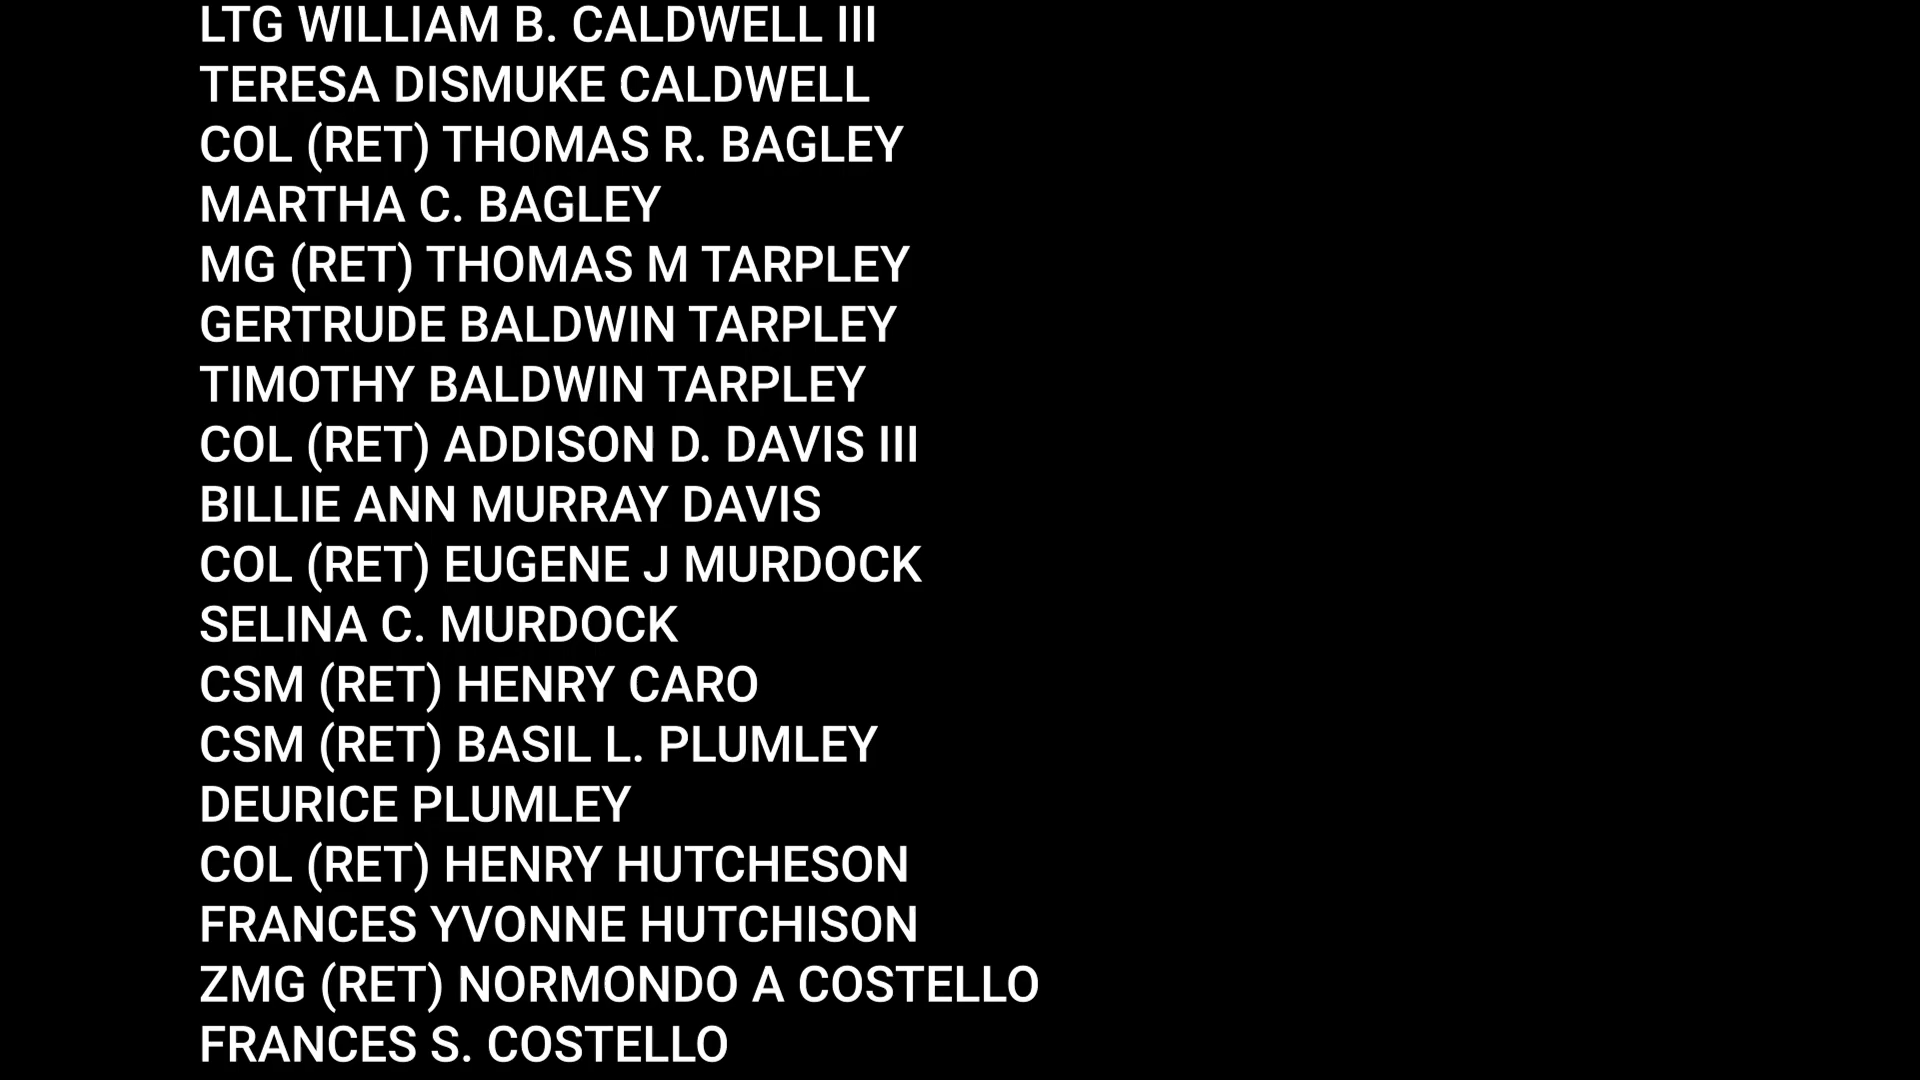 LTG WILLIAM B. CALDWELL III
TERESA DISMUKE CALDWELL
COL (RET) THOMAS R. BAGLEY
MARTHA C. BAGLEY
MG (RET) THOMAS M TARPLEY
GERTRUDE BALDWIN TARPLEY
TIMOTHY BALDWIN TARPLEY
COL (RET) ADDISON D. DAVIS III
BILLIE ANN MURRAY DAVIS
COL (RET) EUGENE J MURDOCK
SELINA C. MURDOCK
CSM (RET) HENRY CARO
CSM (RET) BASIL L. PLUMLEY
DEURICE PLUMLEY
COL (RET) HENRY HUTCHESON
FRANCES YVONNE HUTCHISON
ZMG (RET) NORMONDO A COSTELLO
FRANCES S. COSTELLO